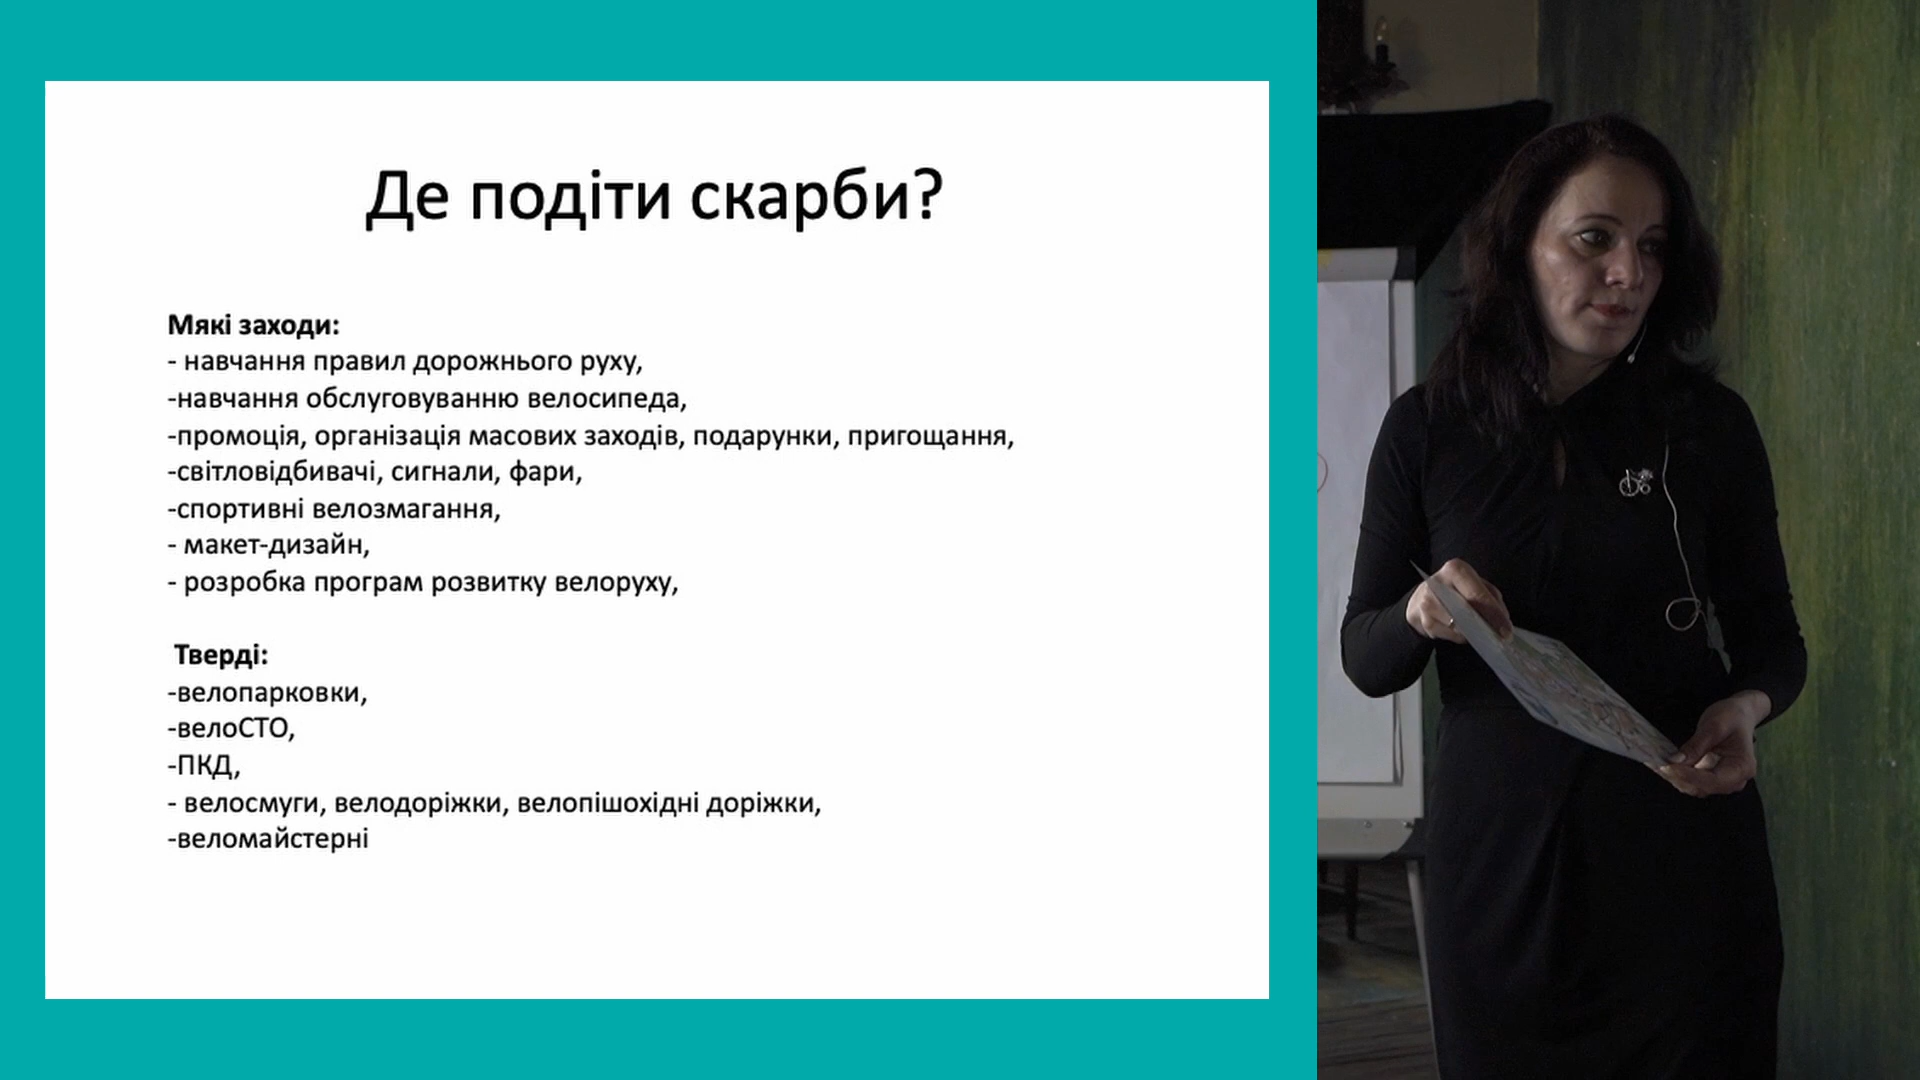 Де подіти скарби?
Мякі заходи:
- навчання правил дорожнього руху,
-навчання обслуговуванню велосипеда,
-промоція, організація масових заходів, подарунки, пригощання,
-світловідбивачі, сигнали, фари,
-спортивні велозмагання,
- макет-дизайн,
- розробка програм розвитку велоруху,
Тверді:
-велопарковки,
-велоСТО,
-ПКД,
- велосмуги, велодоріжки, велопішохідні доріжки,
-веломайстерні